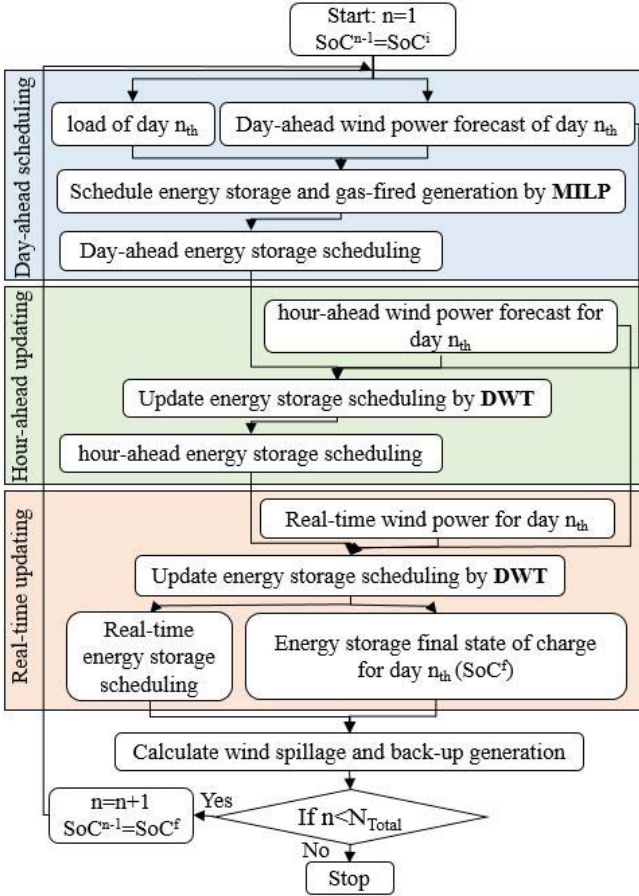 Start: n=1
SoCⁿ⁻¹=SoCⁱ
Day-ahead scheduling
load of day nth
Day-ahead wind power forecast of day nth
Schedule energy storage and gas-fired generation by MILP
Day-ahead energy storage scheduling
Hour-ahead updating
hour-ahead wind power forecast for
day nth
Update energy storage scheduling by DWT
hour-ahead energy storage scheduling
Real-time updating
Real-time wind power for day nth
Update energy storage scheduling by DWT
Real-time
energy storage
scheduling
Energy storage final state of charge
for day nth (SoCᶠ)
Calculate wind spillage and back-up generation
n=n+1
SoCⁿ⁻¹=SoCᶠ
Yes
If n<NTotal
No
Stop